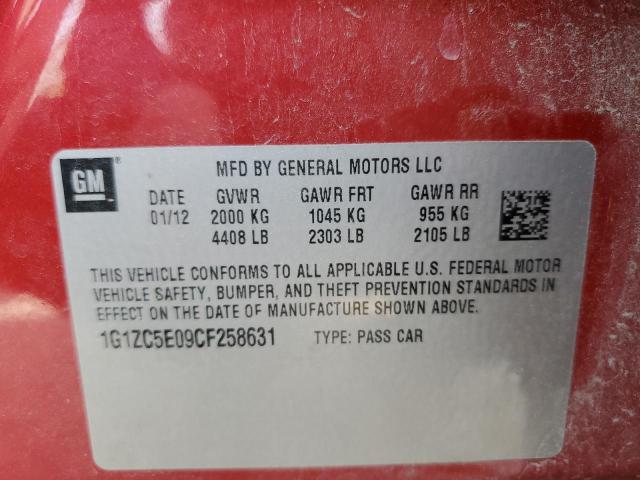 GM®
MFD BY GENERAL MOTORS LLC
DATE GVWR GAWR FRT GAWR RR
01/12 2000 KG 1045 KG 955 KG
4408 LB 2303 LB 2105 LB
THIS VEHICLE CONFORMS TO ALL APPLICABLE U.S. FEDERAL MOTOR
VEHICLE SAFETY, BUMPER, AND THEFT PREVENTION STANDARDS IN
EFFECT ON THE DATE OF MANUFACTURE SHOWN ABOVE.
1G1ZC5E09CF258631 TYPE: PASS CAR